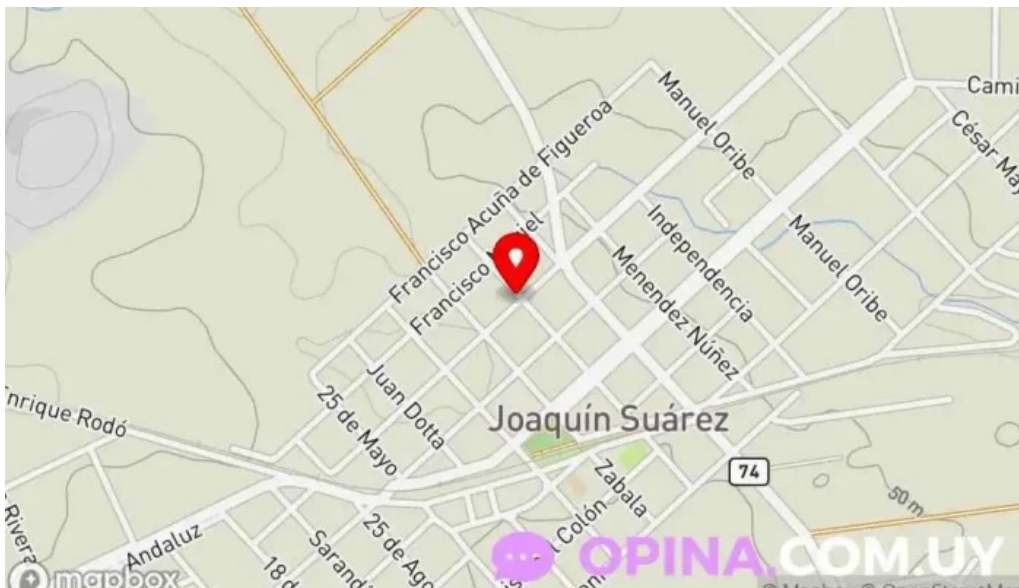 Manuel Oribe
Cami
César May
Francisco Acuña de Figueroa
Francisco
Independencia
Manuel Oribe
Menendez Núñez
Juan Dotta
25 de Mayo
Enrique Rodó
Joaquín Suárez
74
50 m
Zabala
Colón
Rivera
Andaluz
Sarandí
25 de Ago
18 d
OPINA.COM.UY
mapbox